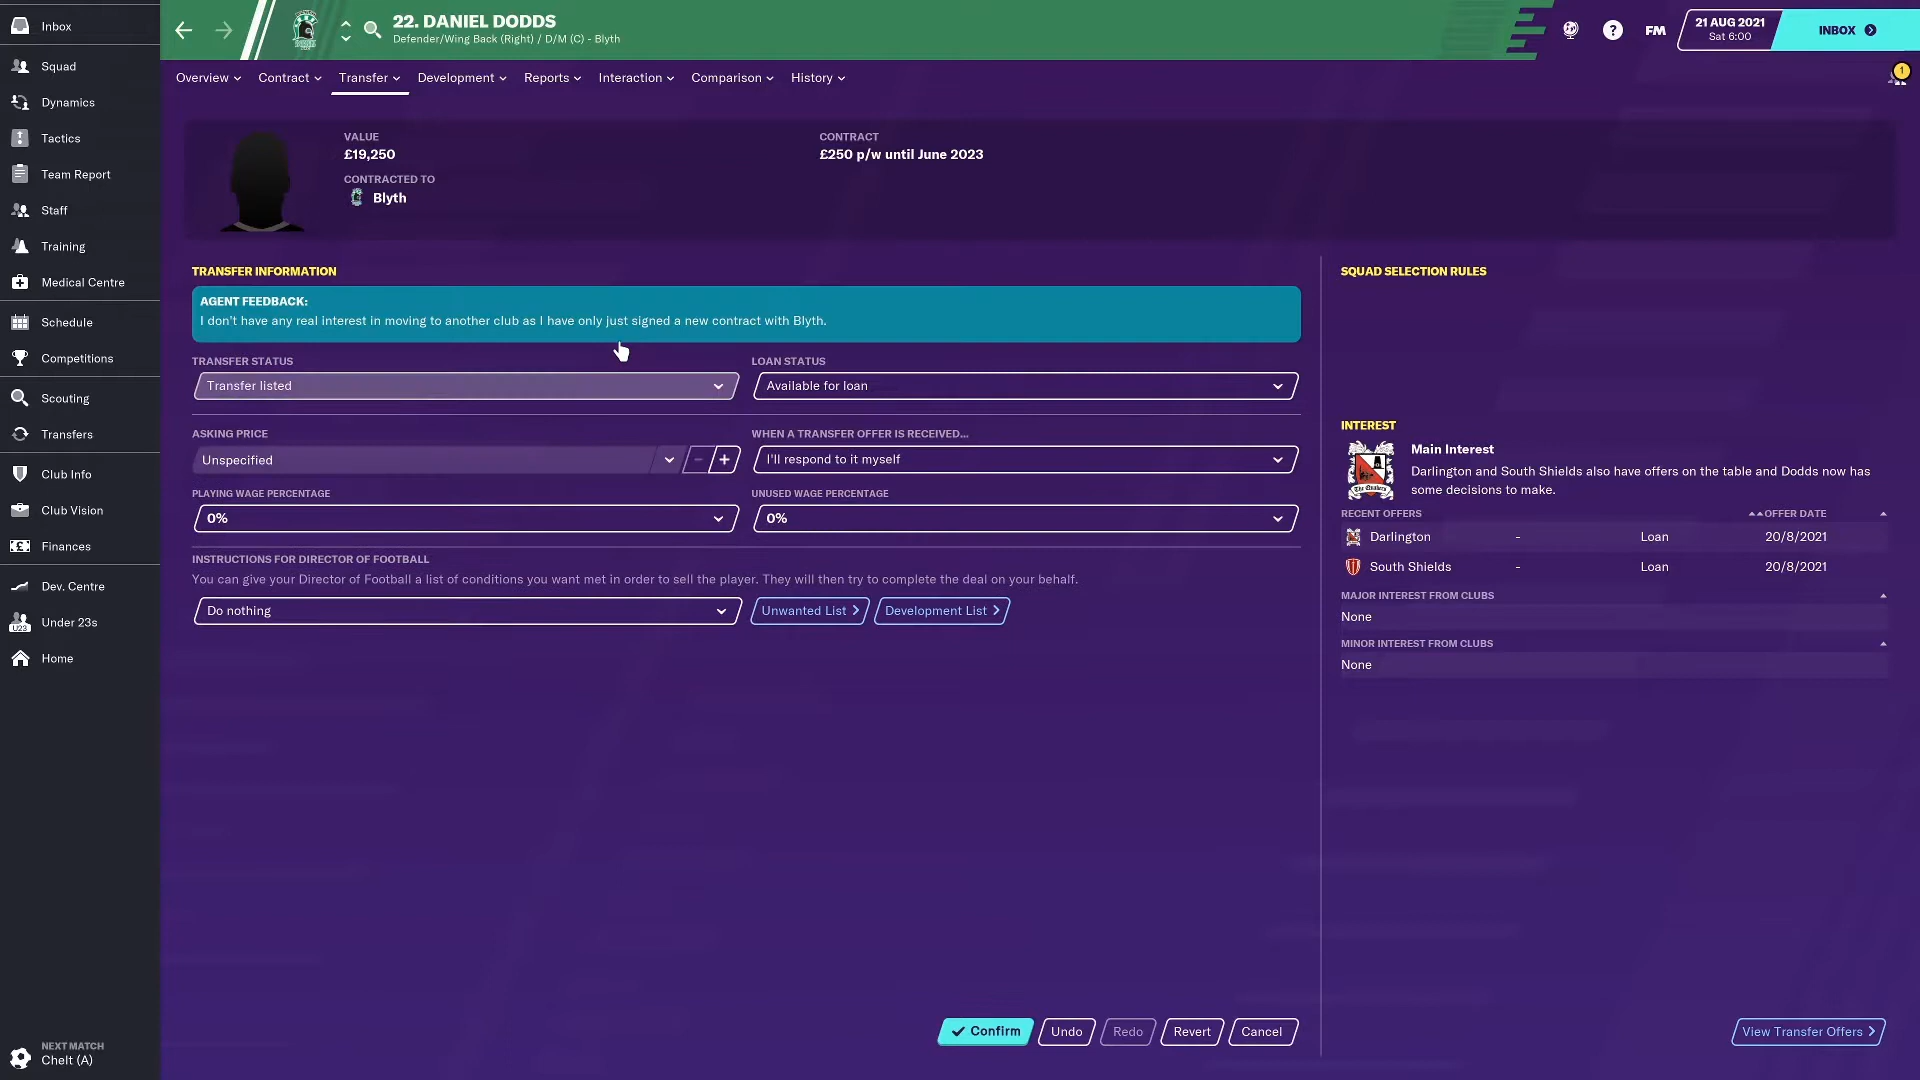 Inbox
Squad
Dynamics
Tactics
Team Report
Staff
Training
Medical Centre
Schedule
Competitions
Scouting
Transfers
Club Info
Club Vision
Finances
Dev. Centre
U23
Under 23s
Home
NEXT MATCH
Chelt (A)
22. DANIEL DODDS
Defender/Wing Back (Right) / D/M (C) - Blyth
?
FM
21 AUG 2021
Sat 6:00
INBOX
Overview
Contract
Transfer
Development
Reports
Interaction
Comparison
History
1
VALUE
£19,250
CONTRACTED TO
Blyth
CONTRACT
£250 p/w until June 2023
TRANSFER INFORMATION
AGENT FEEDBACK:
I don't have any real interest in moving to another club as I have only just signed a new contract with Blyth.
TRANSFER STATUS
Transfer listed
LOAN STATUS
Available for loan
ASKING PRICE
Unspecified
- +
WHEN A TRANSFER OFFER IS RECEIVED...
I'll respond to it myself
PLAYING WAGE PERCENTAGE
0%
UNUSED WAGE PERCENTAGE
0%
INSTRUCTIONS FOR DIRECTOR OF FOOTBALL
You can give your Director of Football a list of conditions you want met in order to sell the player. They will then try to complete the deal on your behalf.
Do nothing
Unwanted List >
Development List >
Confirm
Undo
Redo
Revert
Cancel
SQUAD SELECTION RULES
INTEREST
Main Interest
Darlington and South Shields also have offers on the table and Dodds now has
some decisions to make.
RECENT OFFERS OFFER DATE
Darlington - Loan 20/8/2021
South Shields - Loan 20/8/2021
MAJOR INTEREST FROM CLUBS
None
MINOR INTEREST FROM CLUBS
None
View Transfer Offers >